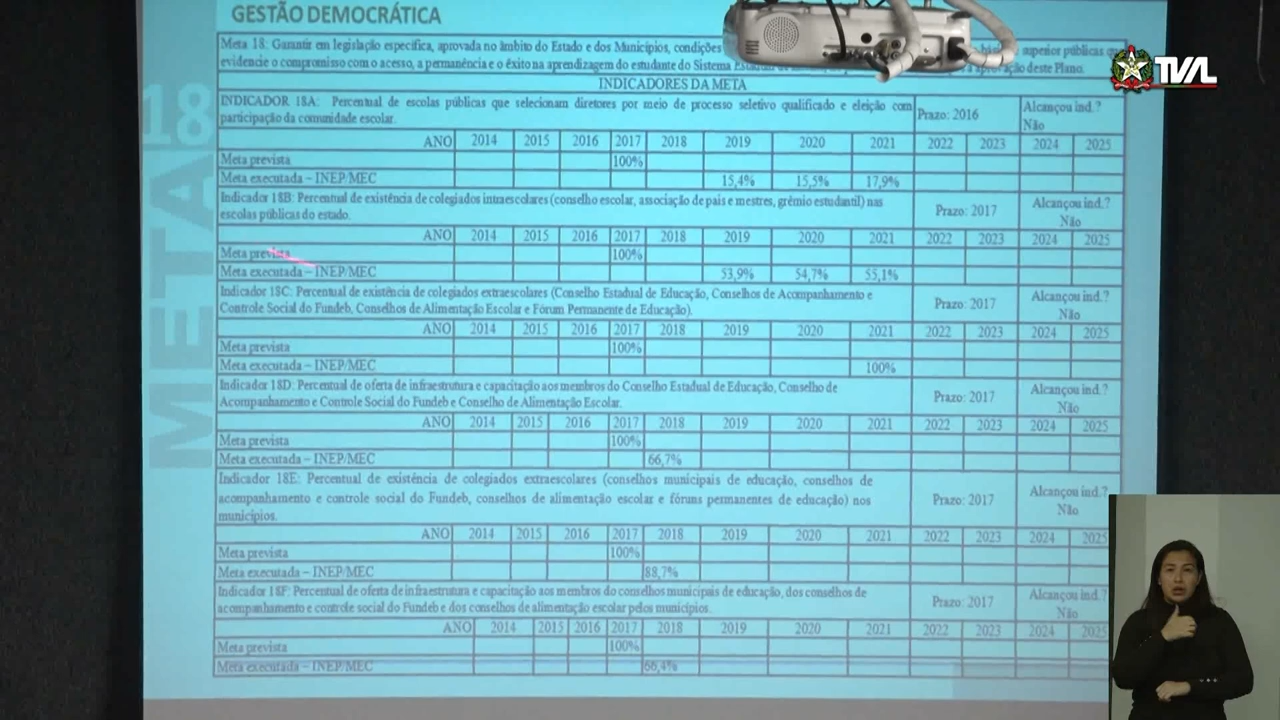 GESTÃO DEMOCRÁTICA
Meta 18: Garantir em legislação específica, aprovada no âmbito do Estado e dos Municípios, condições superior públicas que
evidencie o compromisso com o acesso, a permanência e o êxito na aprendizagem do estudante do Sistema deste Plano.
INDICADORES DA META
INDICADOR 18A: Percentual de escolas públicas que selecionam diretores por meio de processo seletivo qualificado e eleição com
participação da comunidade escolar.
Prazo: 2016
Alcançou ind.?
Não
ANO 2014 2015 2016 2017 2018 2019 2020 2021 2022 2023 2024 2025
Meta prevista 100%
Meta executada – INEP/MEC 15,4% 15,5% 17,9%
Indicador 18B: Percentual de existência de colegiados intraescolares (conselho escolar, associação de pais e mestres, grêmio estudantil) nas
escolas públicas do estado.
Prazo: 2017
Alcançou ind.?
Não
ANO 2014 2015 2016 2017 2018 2019 2020 2021 2022 2023 2024 2025
Meta prevista 100%
Meta executada – INEP/MEC 53,9% 54,7% 55,1%
Indicador 18C: Percentual de existência de colegiados extraescolares (Conselho Estadual de Educação, Conselhos de Acompanhamento e
Controle Social do Fundeb, Conselhos de Alimentação Escolar e Fórum Permanente de Educação).
Prazo: 2017
Alcançou ind.?
Não
ANO 2014 2015 2016 2017 2018 2019 2020 2021 2022 2023 2024 2025
Meta prevista 100%
Meta executada – INEP/MEC 100%
Indicador 18D: Percentual de oferta de infraestrutura e capacitação aos membros do Conselho Estadual de Educação, Conselho de
Acompanhamento e Controle Social do Fundeb e Conselho de Alimentação Escolar.
Prazo: 2017
Alcançou ind.?
Não
ANO 2014 2015 2016 2017 2018 2019 2020 2021 2022 2023 2024 2025
Meta prevista 100%
Meta executada – INEP/MEC 66,7%
Indicador 18E: Percentual de existência de colegiados extraescolares (conselhos municipais de educação, conselhos de
acompanhamento e controle social do Fundeb, conselhos de alimentação escolar e fóruns permanentes de educação) nos
municípios.
Prazo: 2017
Alcançou ind.?
Não
ANO 2014 2015 2016 2017 2018 2019 2020 2021 2022 2023 2024 2025
Meta prevista 100%
Meta executada – INEP/MEC 88,7%
Indicador 18F: Percentual de oferta de infraestrutura e capacitação aos membros do conselhos municipais de educação, dos conselhos de
acompanhamento e controle social do Fundeb e dos conselhos de alimentação escolar pelos municípios.
Prazo: 2017
Alcançou ind.?
Não
ANO 2014 2015 2016 2017 2018 2019 2020 2021 2022 2023 2024 2025
Meta prevista 100%
Meta executada – INEP/MEC 66,4%
META 18
TVAL